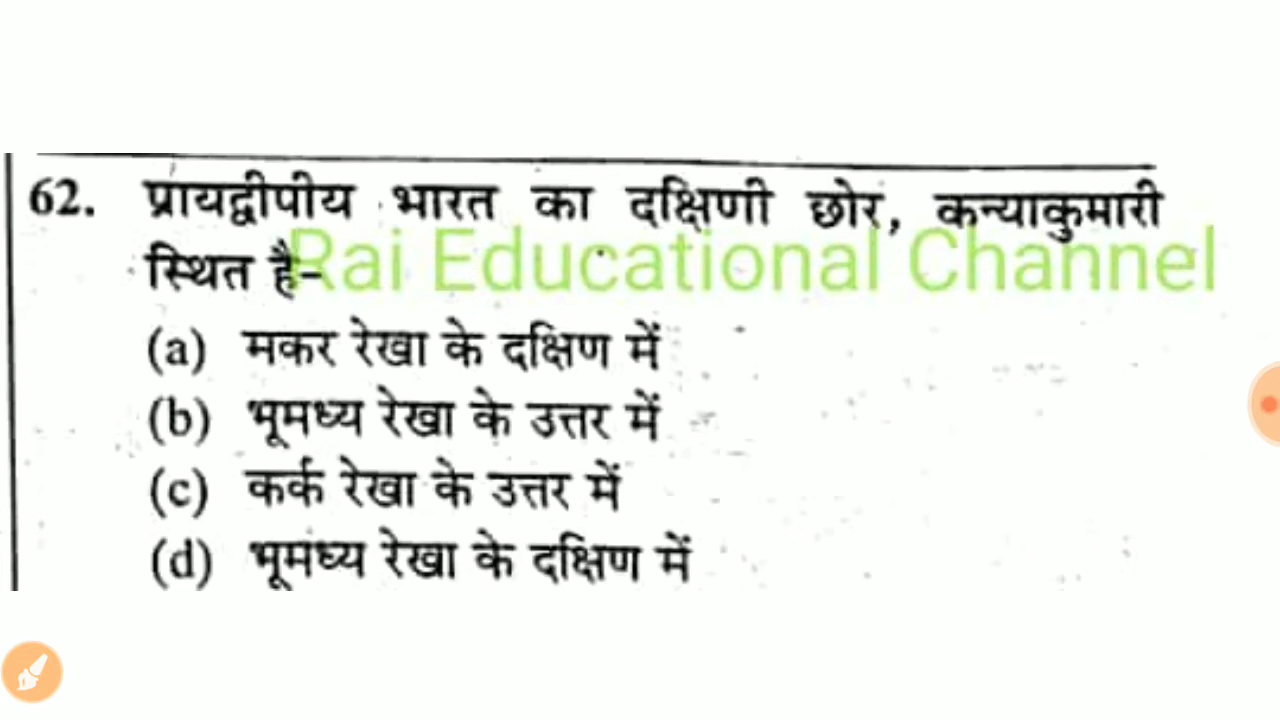 62. प्रायद्वीपीय भारत का दक्षिणी छोर, कन्याकुमारी
स्थित है–
Rai Educational Channel
(a) मकर रेखा के दक्षिण में
(b) भूमध्य रेखा के उत्तर में
(c) कर्क रेखा के उत्तर में
(d) भूमध्य रेखा के दक्षिण में